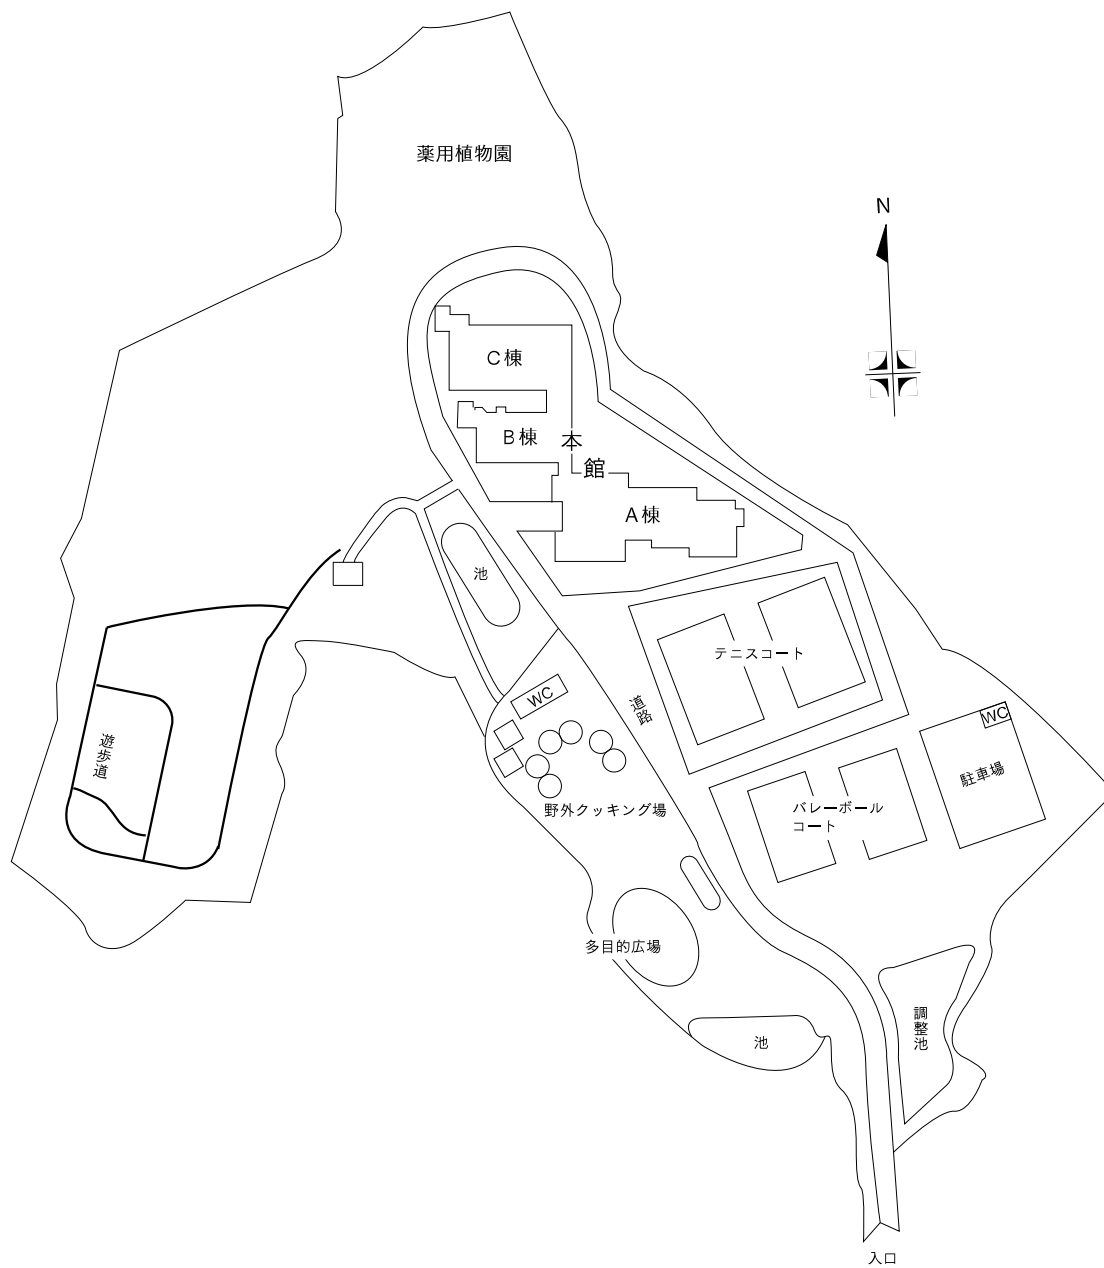 薬用植物園
N
C棟
B棟
本館
A棟
池
テニスコート
道路
WC
WC
駐車場
遊歩道
バレーボール
コート
野外クッキング場
多目的広場
調整池
池
入口